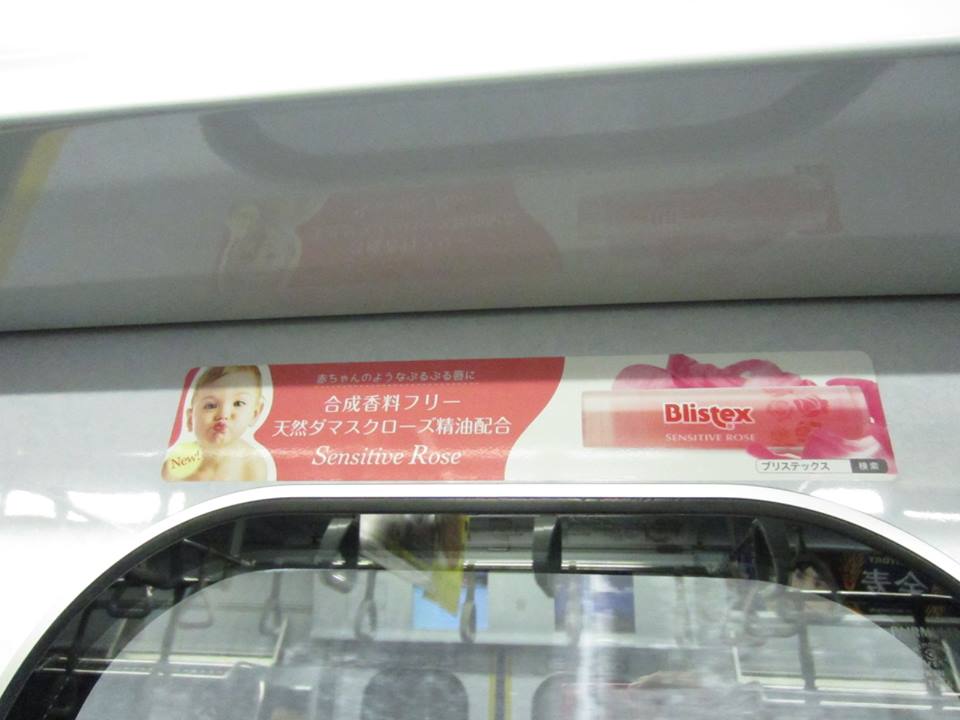 赤ちゃんのようなぷるぷる唇に
合成香料フリー
天然ダマスクローズ精油配合
Sensitive Rose
New!
Blistex
SENSITIVE ROSE
ブリステックス 検索